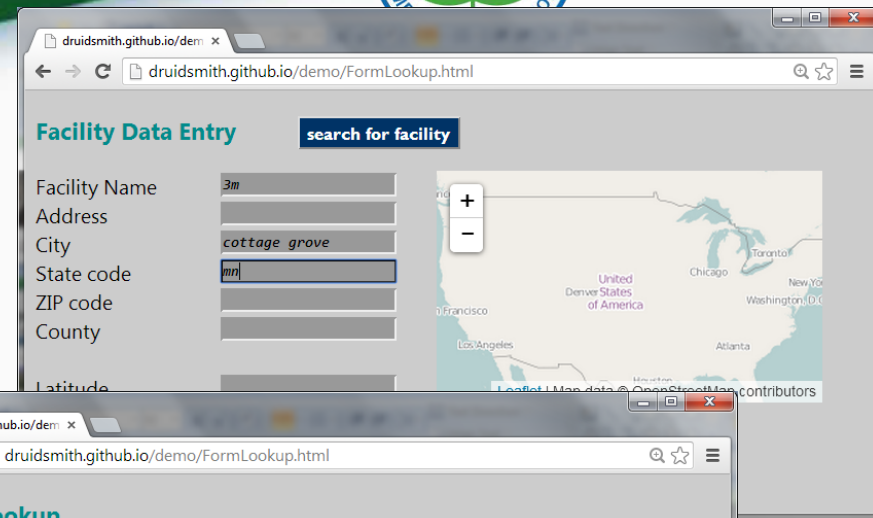 druidsmith.github.io/dem ×
druidsmith.github.io/demo/FormLookup.html
Facility Data Entry
search for facility
Facility Name 3m
Address
City cottage grove
State code mn
ZIP code
County
Latitude
+
−
Toronto
Chicago
New Yo
United
Denver States
Washington, D.C
of America
n Francisco
Los Angeles
Atlanta
Houston
Leaflet | Map data © OpenStreetMap contributors
ub.io/dem ×
druidsmith.github.io/demo/FormLookup.html
ookup